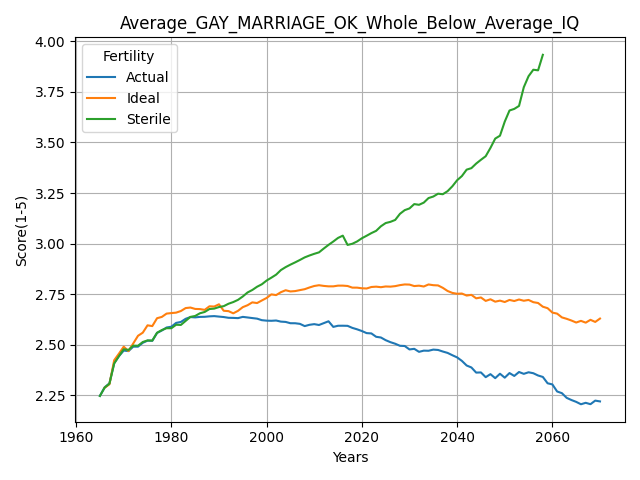 Average_GAY_MARRIAGE_OK_Whole_Below_Average_IQ
4.00
3.75
3.50
3.25
3.00
2.75
2.50
2.25
Score(1-5)
Fertility
Actual
Ideal
Sterile
1960 1980 2000 2020 2040 2060
Years